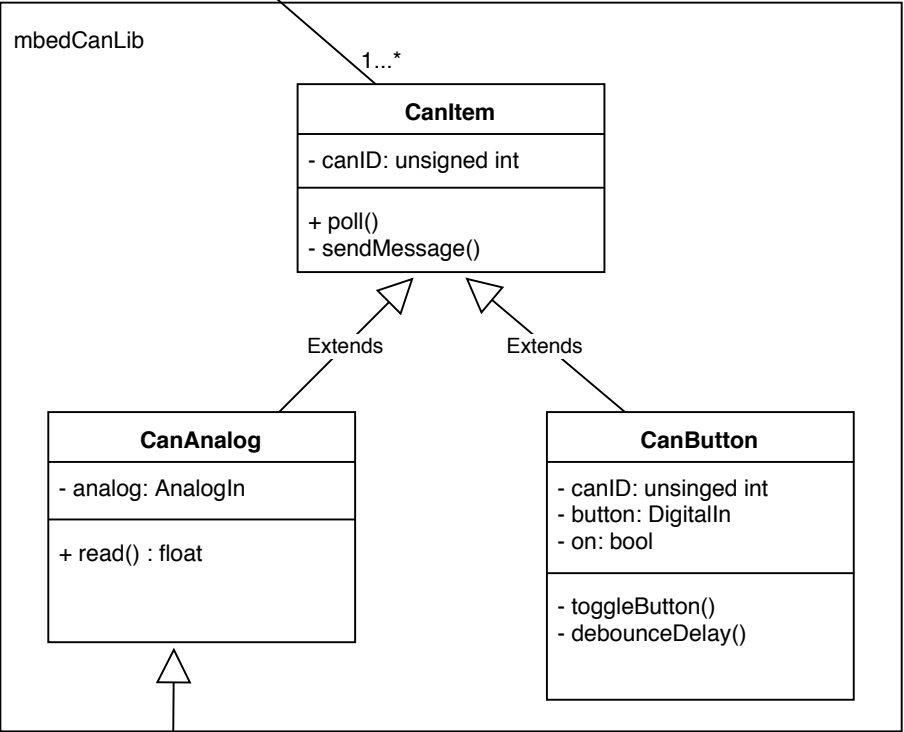 mbedCanLib
1...*
CanItem
- canID: unsigned int
+ poll()
- sendMessage()
Extends
Extends
CanAnalog
- analog: AnalogIn
+ read() : float
CanButton
- canID: unsinged int
- button: DigitalIn
- on: bool
- toggleButton()
- debounceDelay()